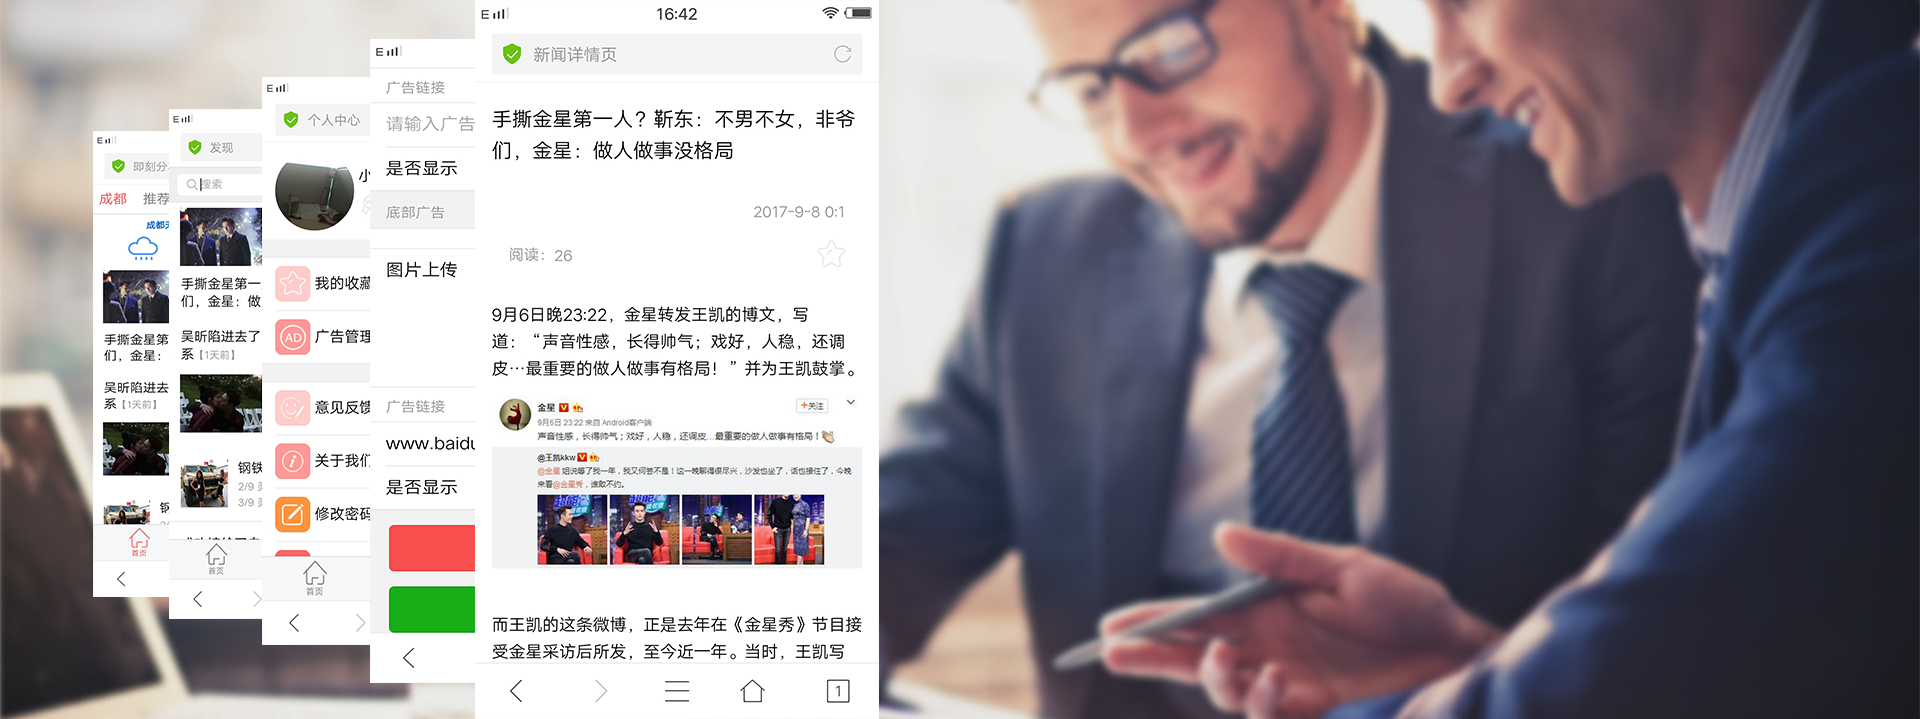 即刻分
成都
推荐
成都天
手撕金星第
们，金星：
吴昕陷进去
系【1天前】
钢
首页
发现
搜索
手撕金星第一
们，金星：做
吴昕陷进去了
系【1天前】
钢铁
2/9
3/9
首页
个人中心
小
我的收藏
AD
广告管理
意见反馈
关于我们
修改密码
首页
广告链接
请输入广告
是否显示
底部广告
图片上传
广告链接
www.baidu
是否显示
E
16:42
新闻详情页
手撕金星第一人？靳东：不男不女，非爷
们，金星：做人做事没格局
2017-9-8 0:1
阅读：26
9月6日晚23:22，金星转发王凯的博文，写
道：“声音性感，长得帅气；戏好，人稳，还调
皮…最重要的做人做事有格局！”并为王凯鼓掌。
金星
+关注
9月6日 23:22 来自 Android客户端
声音性感，长得帅气；戏好，人稳，还调皮...最重要的做人做事有格局！
@王凯kkw
@金星 姐说等了我一年，我又何尝不是！这一晚聊得很尽兴，沙发也坐了，话也接住了，今晚
来看@金星秀，谁敢不约。
而王凯的这条微博，正是去年在《金星秀》节目接
受金星采访后所发，至今近一年。当时，王凯写
1